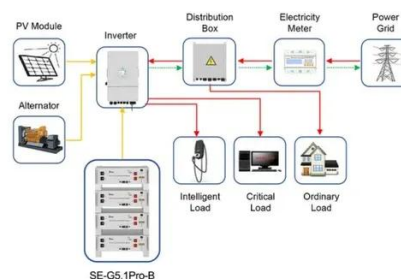 PV Module
Inverter
Distribution
Box
Electricity
Meter
Power
Grid
Alternator
Intelligent
Load
Critical
Load
Ordinary
Load
SE-G5.1Pro-B